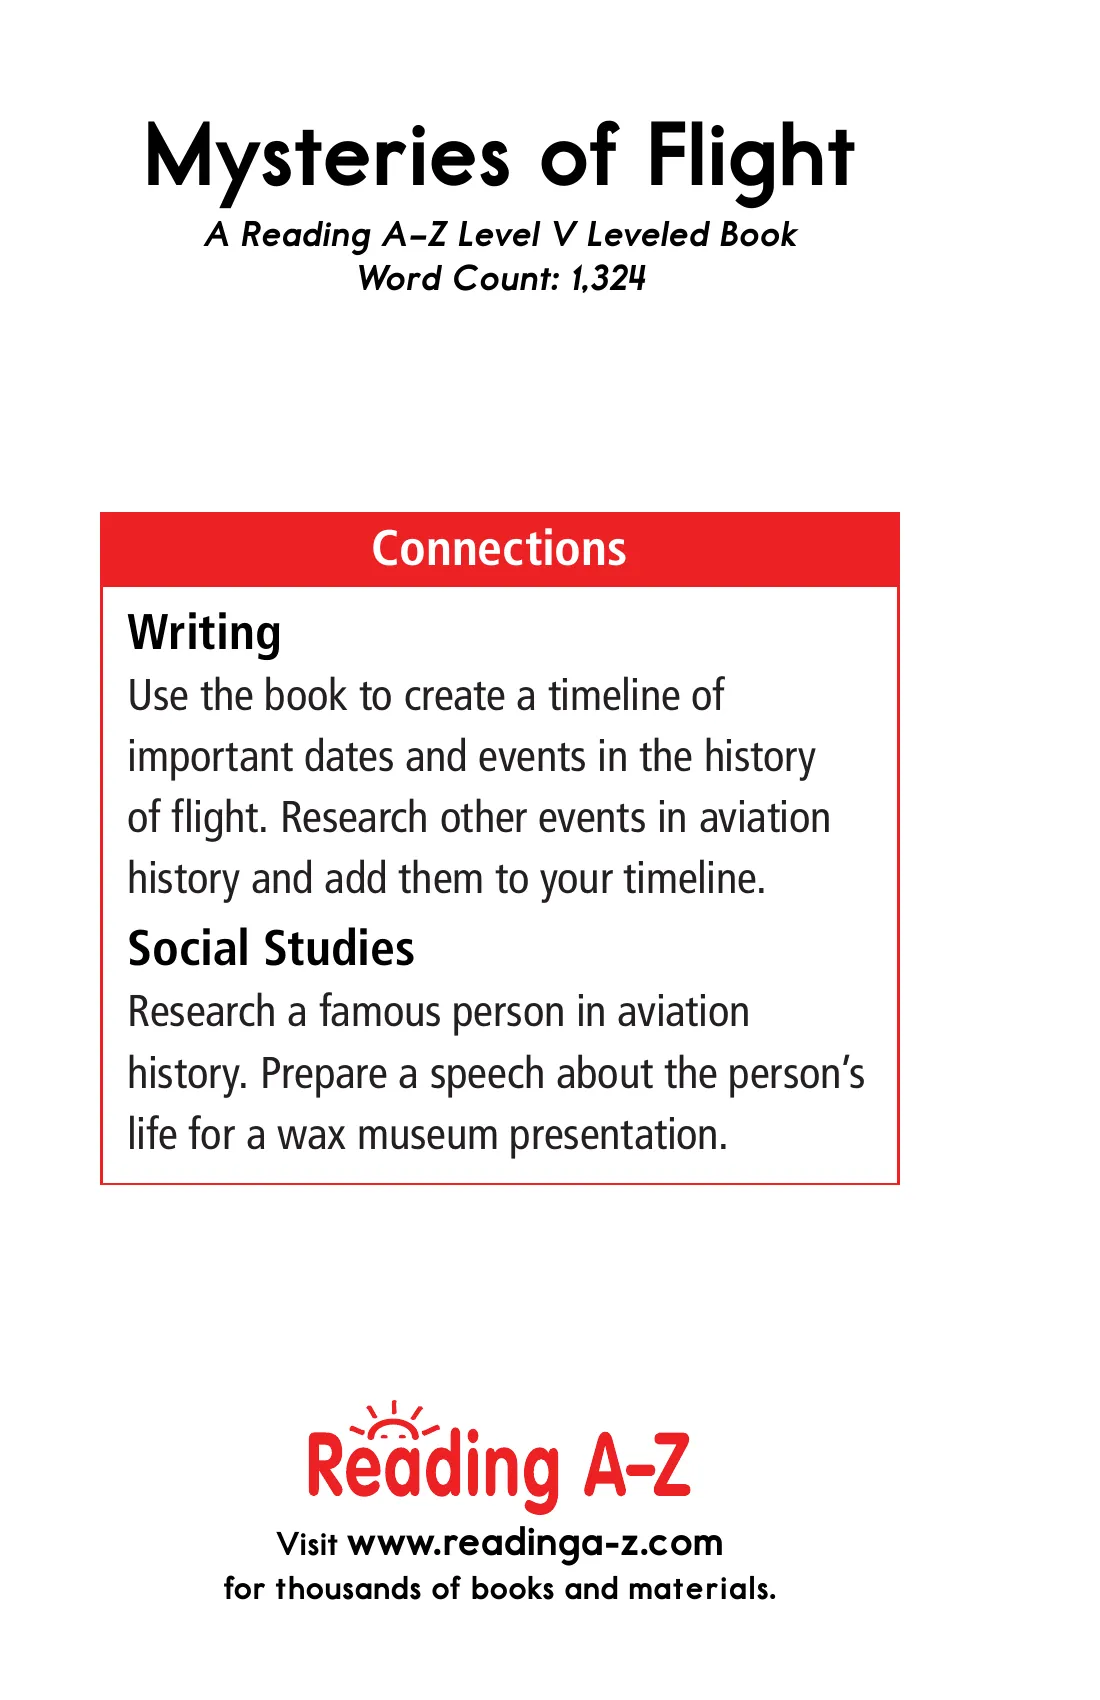 Mysteries of Flight
A Reading A–Z Level V Leveled Book
Word Count: 1,324
Connections
Writing
Use the book to create a timeline of
important dates and events in the history
of flight. Research other events in aviation
history and add them to your timeline.
Social Studies
Research a famous person in aviation
history. Prepare a speech about the person’s
life for a wax museum presentation.
Reading A–Z
Visit www.readinga-z.com
for thousands of books and materials.